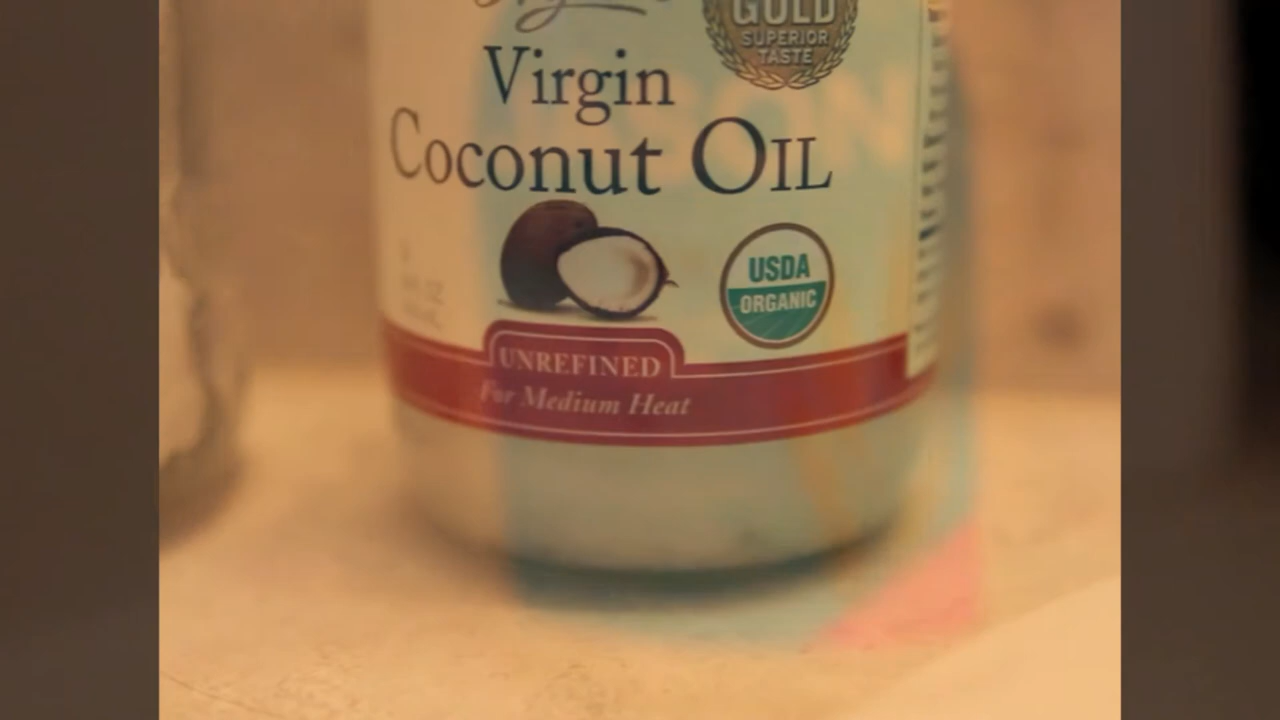 GOLD
SUPERIOR
TASTE
Virgin
Coconut OIL
USDA
ORGANIC
UNREFINED
For Medium Heat